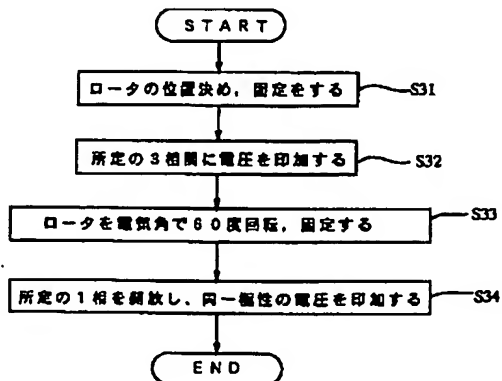 START
ロータの位置決め，固定をする
S31
所定の3相間に電圧を印加する
S32
ロータを電気角で60度回転，固定する
S33
所定の1相を開放し、同一極性の電圧を印加する
S34
END